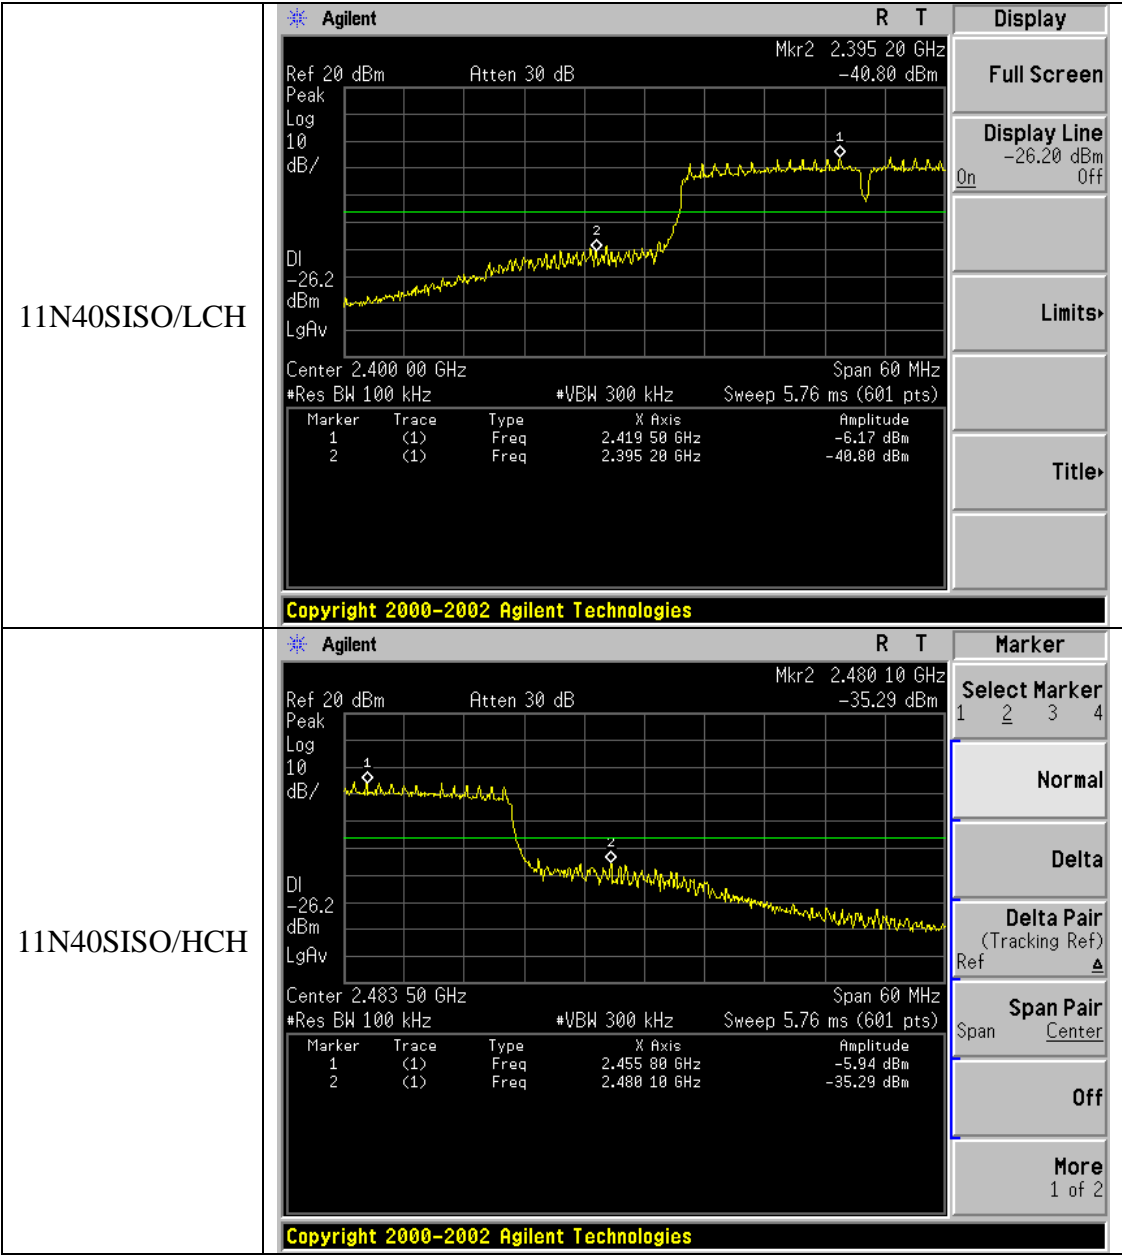 11N40SISO/LCH
Agilent R T
Mkr2 2.395 20 GHz
Ref 20 dBm Atten 30 dB -40.80 dBm
Peak
Log
10
dB/
1
2
DI
-26.2
dBm
LgAv
Center 2.400 00 GHz Span 60 MHz
#Res BW 100 kHz #VBW 300 kHz Sweep 5.76 ms (601 pts)
Marker Trace Type X Axis Amplitude
1 (1) Freq 2.419 50 GHz -6.17 dBm
2 (1) Freq 2.395 20 GHz -40.80 dBm
Copyright 2000-2002 Agilent Technologies
Display
Full Screen
Display Line
-26.20 dBm
On Off
Limits
Title
11N40SISO/HCH
Agilent R T
Mkr2 2.480 10 GHz
Ref 20 dBm Atten 30 dB -35.29 dBm
Peak
Log
10
dB/
1
2
DI
-26.2
dBm
LgAv
Center 2.483 50 GHz Span 60 MHz
#Res BW 100 kHz #VBW 300 kHz Sweep 5.76 ms (601 pts)
Marker Trace Type X Axis Amplitude
1 (1) Freq 2.455 80 GHz -5.94 dBm
2 (1) Freq 2.480 10 GHz -35.29 dBm
Copyright 2000-2002 Agilent Technologies
Marker
Select Marker
1 2 3 4
Normal
Delta
Delta Pair
(Tracking Ref)
Ref Δ
Span Pair
Span Center
Off
More
1 of 2